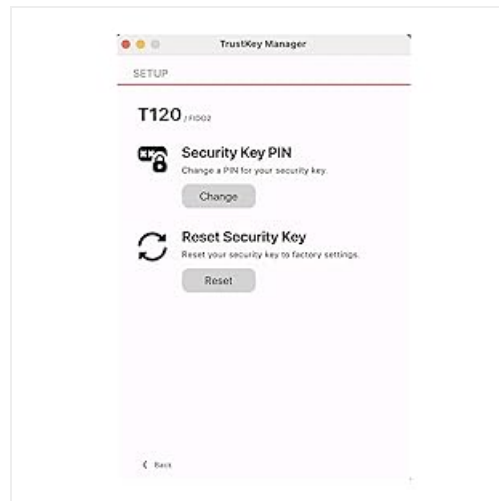 TrustKey Manager
SETUP
T120 / FIDO2
Security Key PIN
Change a PIN for your security key.
Change
Reset Security Key
Reset your security key to factory settings.
Reset
Back